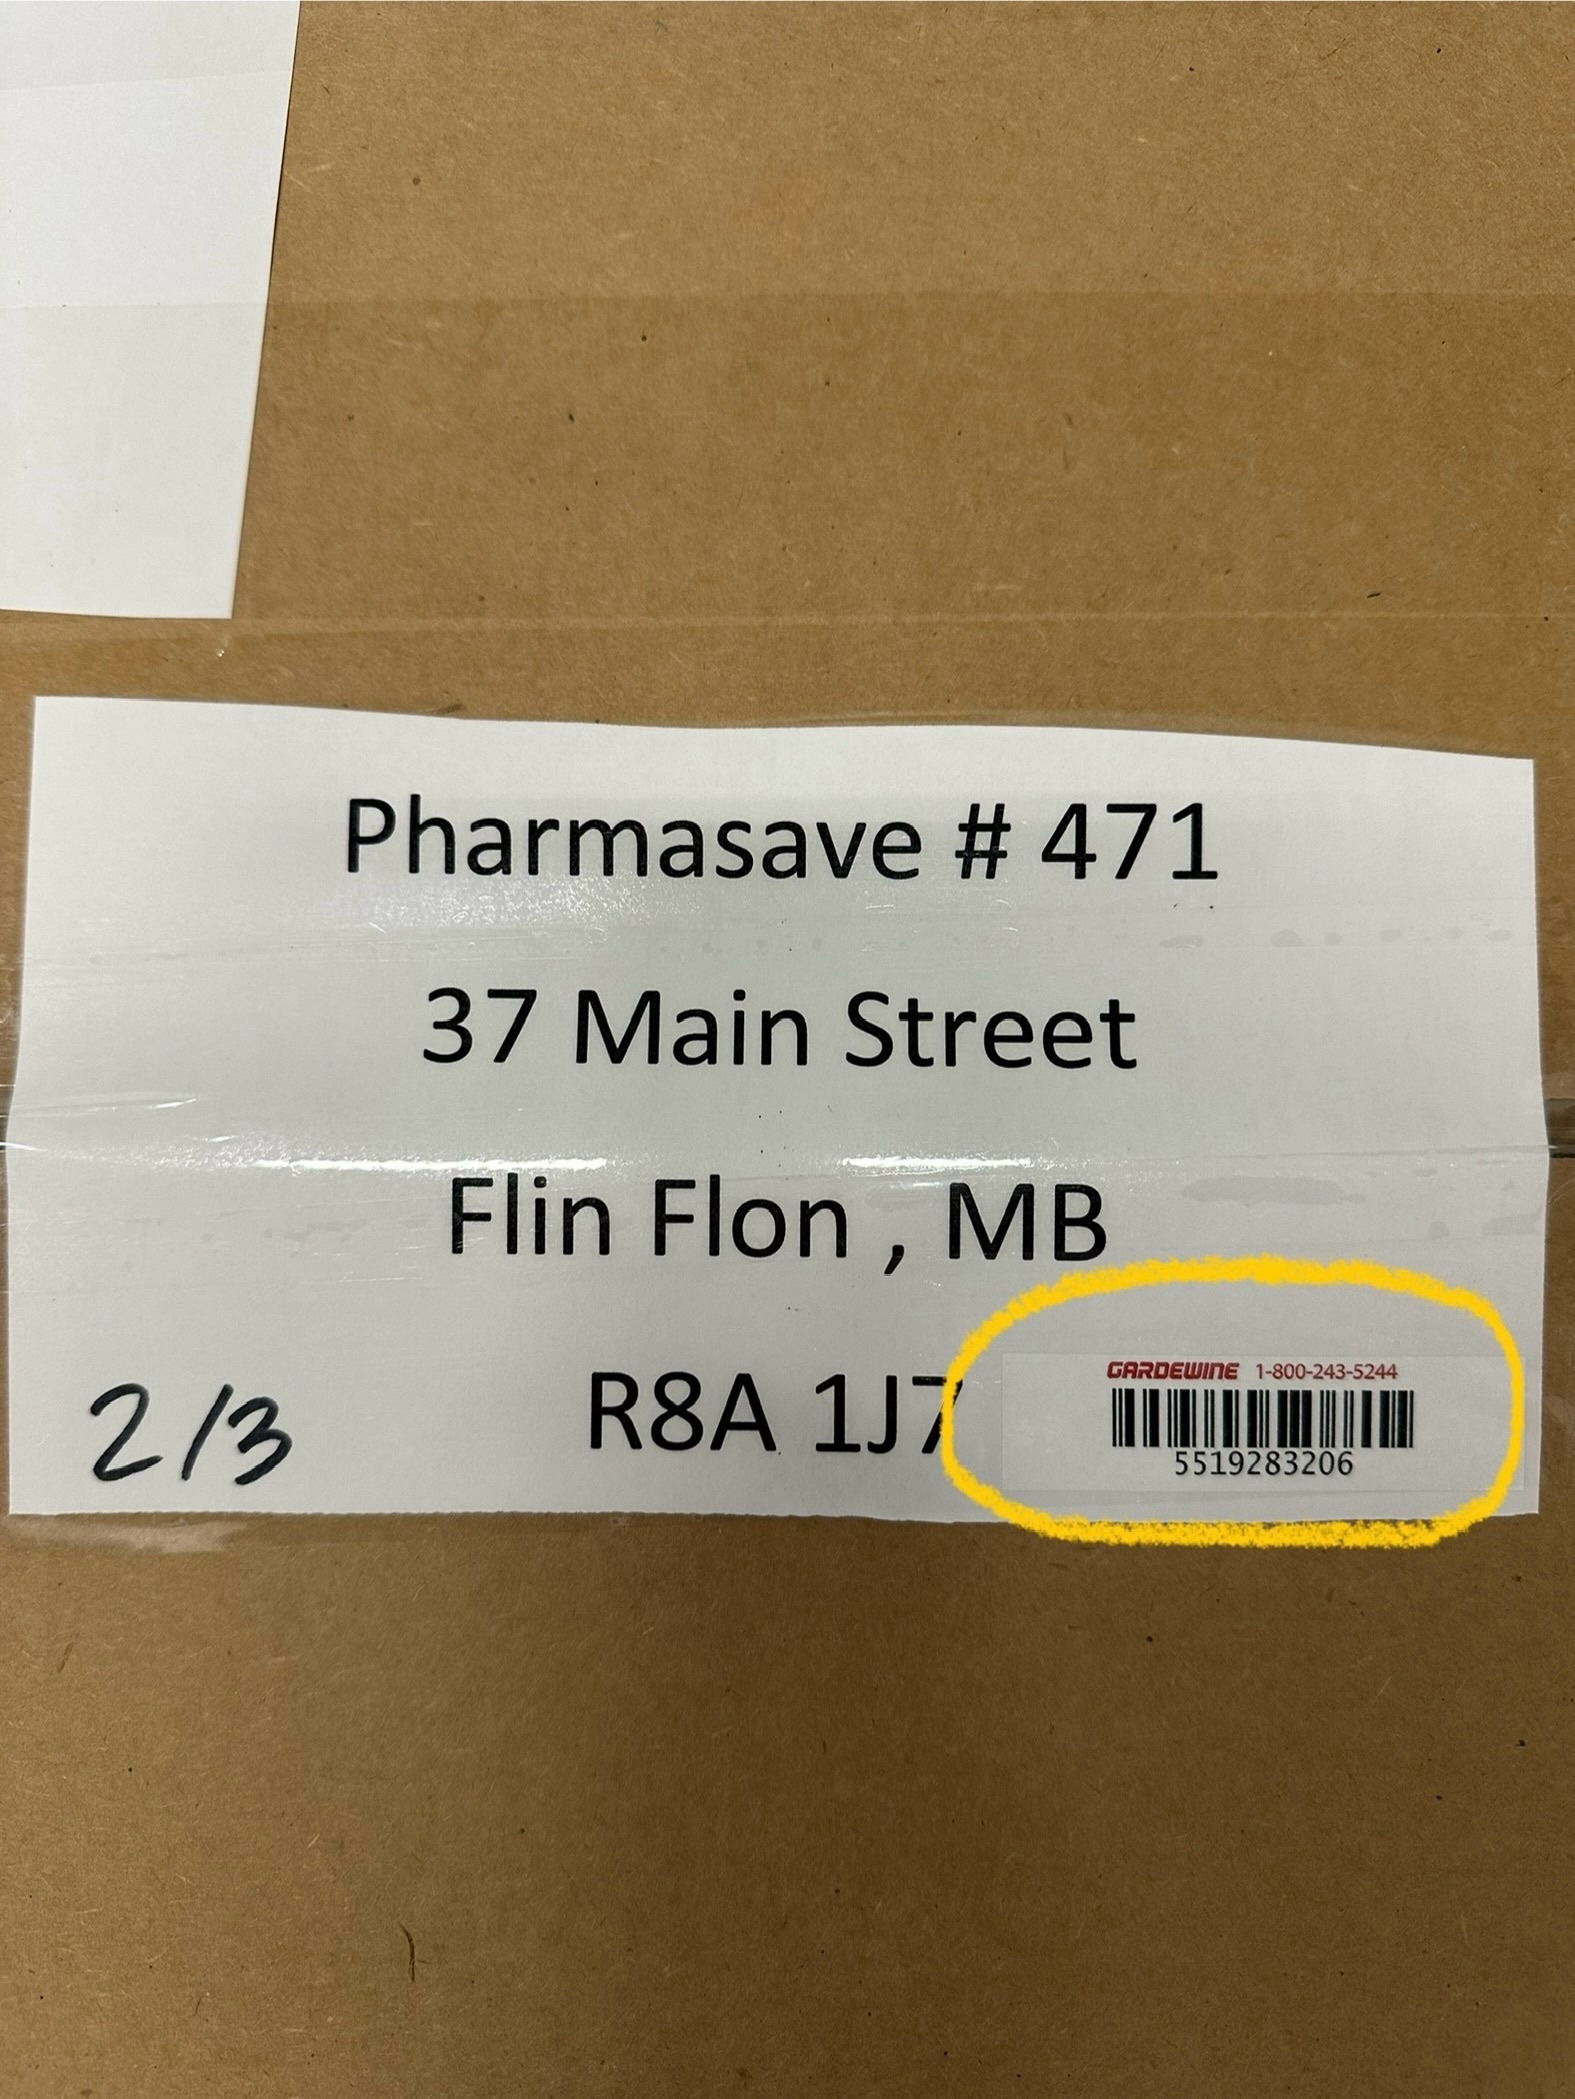 Pharmasave # 471
37 Main Street
Flin Flon , MB
R8A 1J7
2/3
GARDEWINE 1-800-243-5244
5519283206